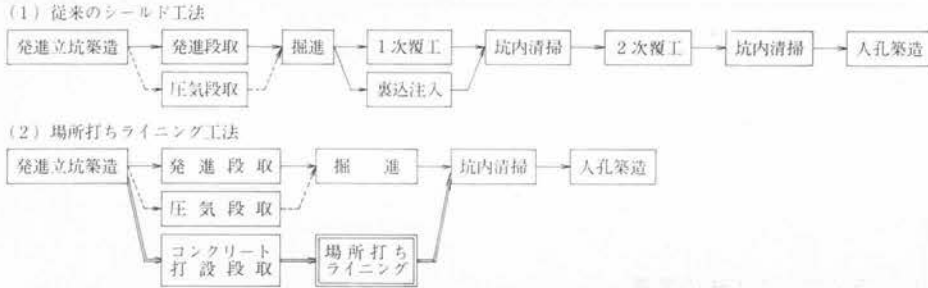 (1) 従来のシールド工法
発進立坑築造 発進段取 掘進 1次覆工 坑内清掃 2次覆工 坑内清掃 人孔築造
圧気段取 裏込注入
(2) 場所打ちライニング工法
発進立坑築造 発進段取 掘進 坑内清掃 人孔築造
圧気段取
コンクリート 場所打ち
打設段取 ライニング